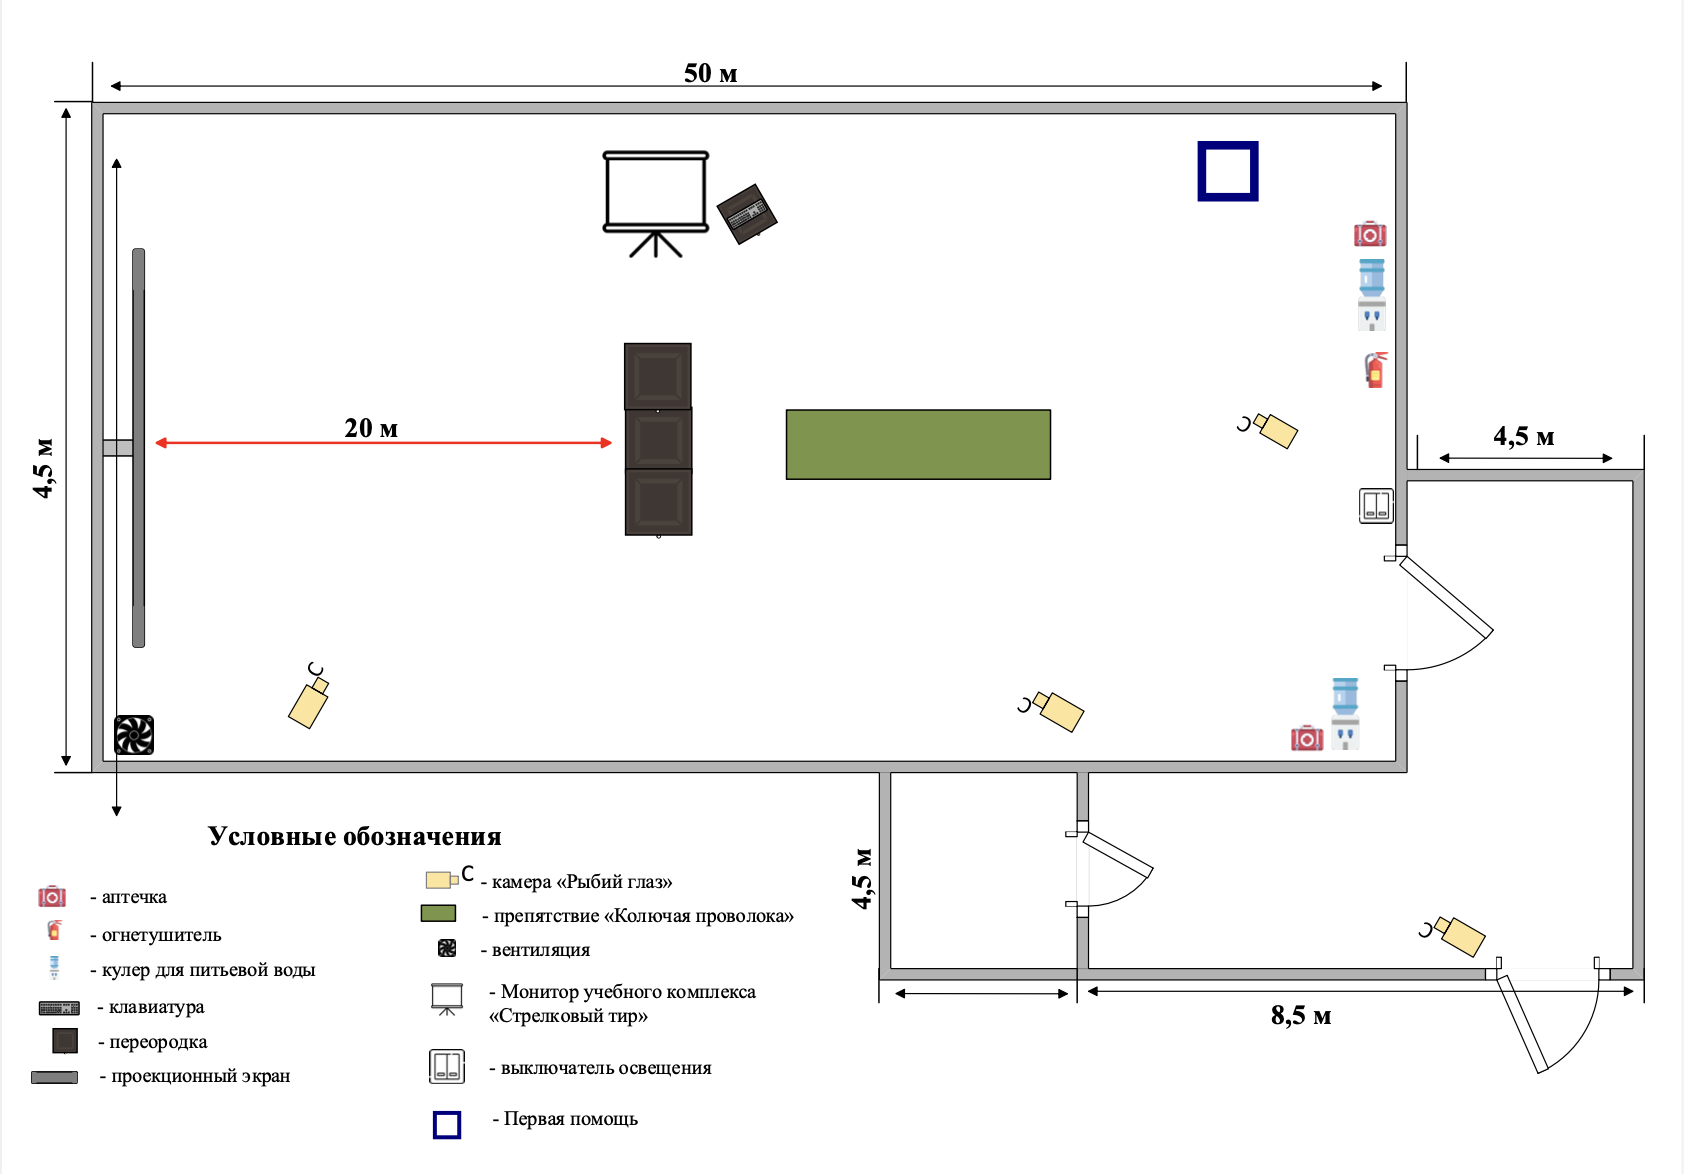 50 м
4,5 м
20 м
4,5 м
4,5 м
8,5 м
Условные обозначения
- аптечка
- огнетушитель
- кулер для питьевой воды
- клавиатура
- переородка
- проекционный экран
С - камера «Рыбий глаз»
- препятствие «Колючая проволока»
- вентиляция
- Монитор учебного комплекса
«Стрелковый тир»
- выключатель освещения
- Первая помощь
С
С
С
С